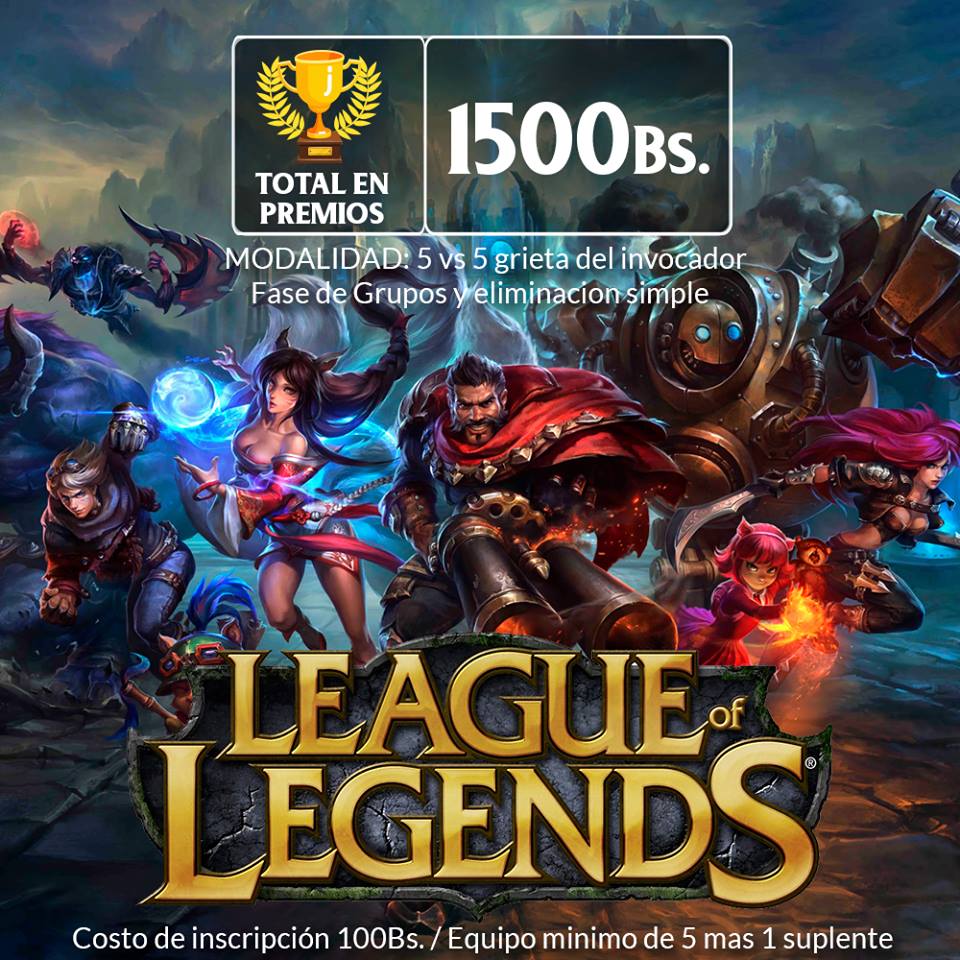 TOTAL EN
PREMIOS
1500BS.
MODALIDAD: 5 vs 5 grieta del invocador
Fase de Grupos y eliminacion simple
LEAGUE of
LEGENDS®
Costo de inscripción 100Bs. / Equipo minimo de 5 mas 1 suplente